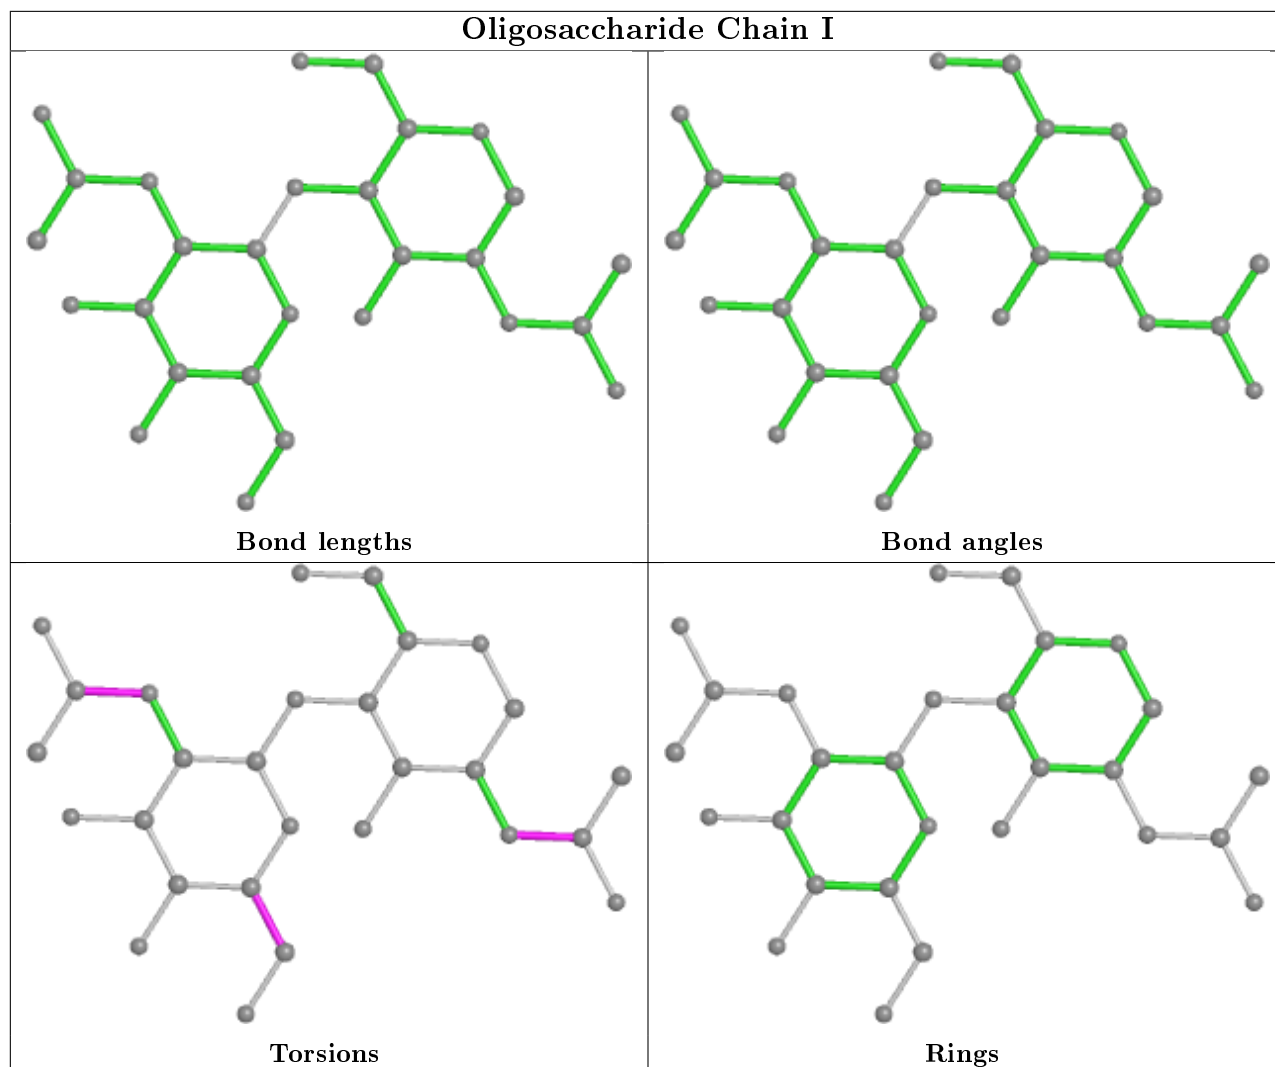 Oligosaccharide Chain I
Bond lengths
Bond angles
Torsions
Rings